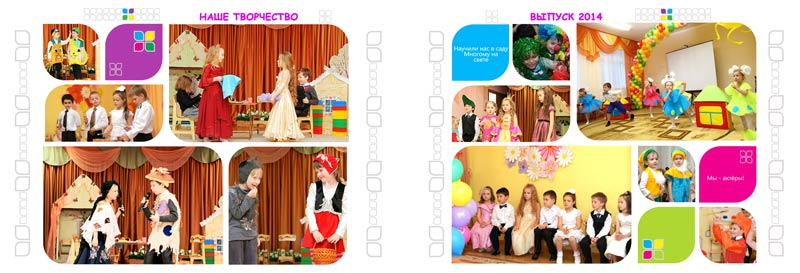 НАШЕ ТВОРЧЕСТВО
ВЫПУСК 2014
Научили нас в саду
Многому на
свете
Мы - актёры!